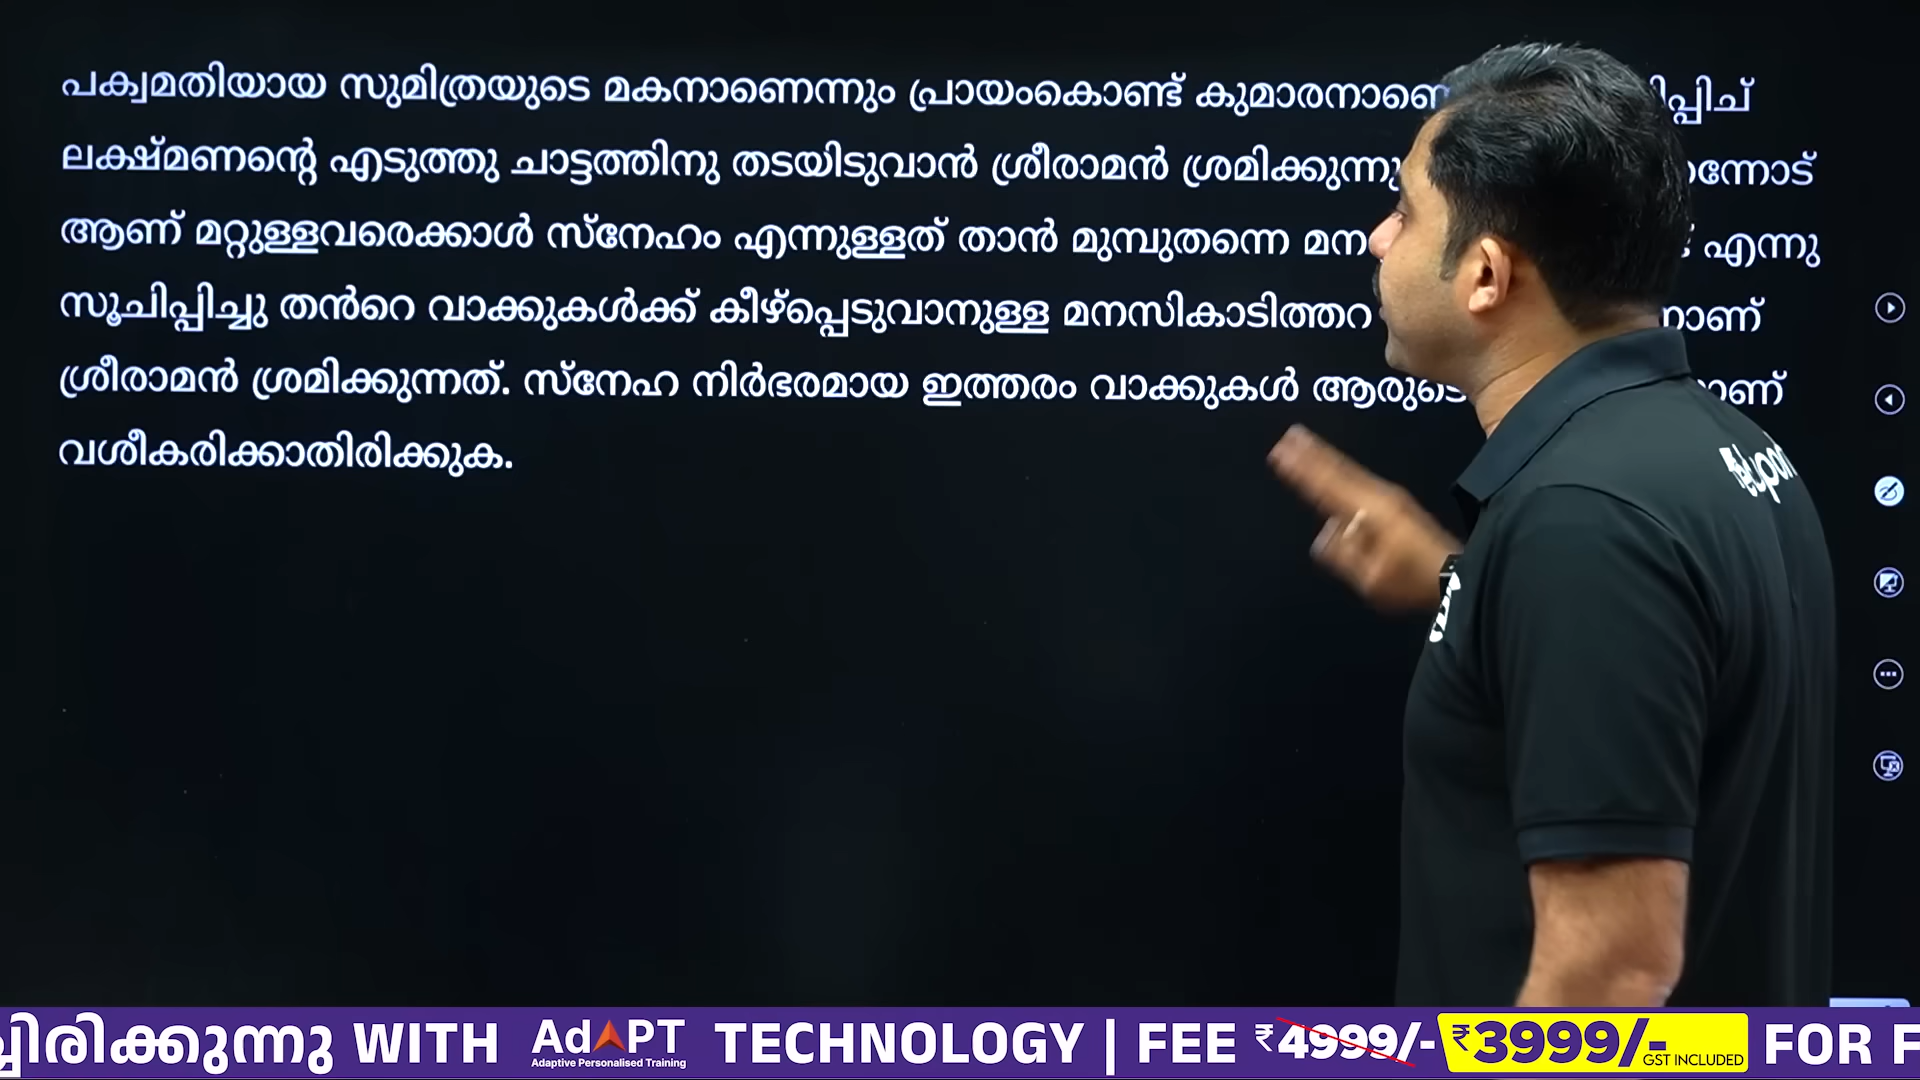 പക്വമതിയായ സുമിത്രയുടെ മകനാണെന്നും പ്രായംകൊണ്ട് കുമാരനാണെ പ്പിച്
ലക്ഷ്മണന്റെ എടുത്തു ചാട്ടത്തിനു തടയിടുവാൻ ശ്രീരാമൻ ശ്രമിക്കുന്നു ന്നോട്
ആണ് മറ്റുള്ളവരെക്കാൾ സ്നേഹം എന്നുള്ളത് താൻ മുമ്പുതന്നെ മന എന്നു
സൂചിപ്പിച്ചു തൻറെ വാക്കുകൾക്ക് കീഴ്പ്പെടുവാനുള്ള മനസികാടിത്തറ നാണ്
ശ്രീരാമൻ ശ്രമിക്കുന്നത്. സ്നേഹ നിർഭരമായ ഇത്തരം വാക്കുകൾ ആരുടെ ാണ്
വശീകരിക്കാതിരിക്കുക.
ച്ചിരിക്കുന്നു WITH AdAPT TECHNOLOGY | FEE ₹4999/- ₹3999/- GST INCLUDED FOR F
Adaptive Personalised Training